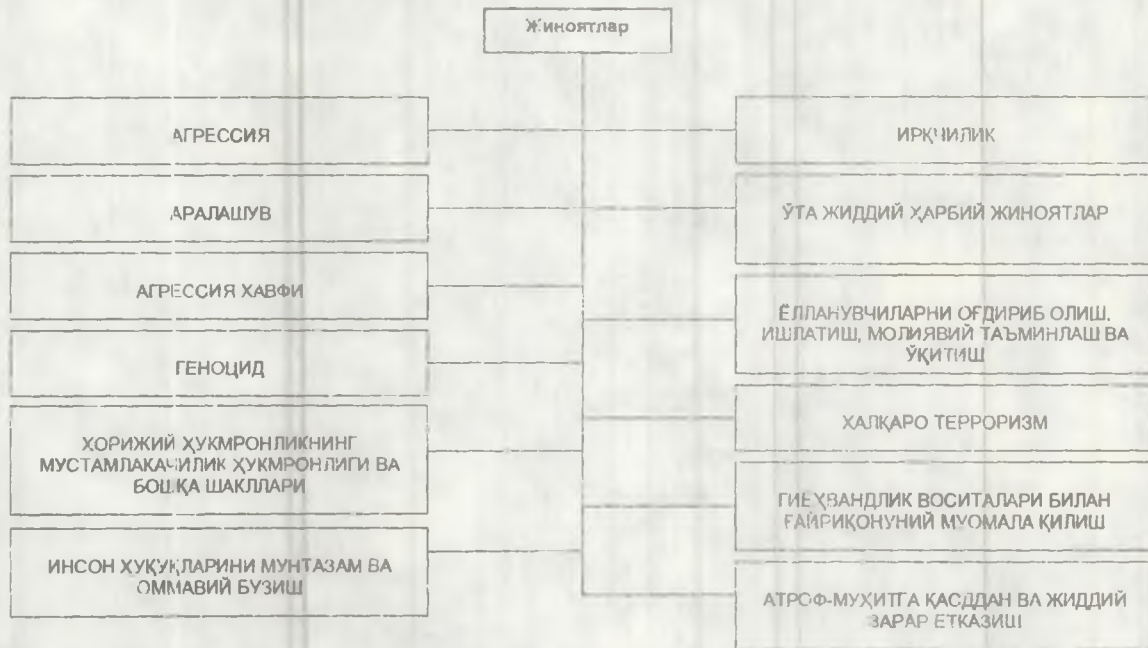 Жиноятлар
АГРЕССИЯ
АРАЛАШУВ
АГРЕССИЯ ХАВФИ
ГЕНОЦИД
ХОРИЖИЙ ҲУКМРОНЛИКНИНГ
МУСТАМЛАКАЧИЛИК ҲУКМРОНЛИГИ ВА
БОШҚА ШАКЛЛАРИ
ИНСОН ҲУҚУҚЛАРИНИ МУНТАЗАМ ВА
ОММАВИЙ БУЗИШ
ИРҚЧИЛИК
ЎТА ЖИДДИЙ ҲАРБИЙ ЖИНОЯТЛАР
ЁЛЛАНУВЧИЛАРНИ ОҒДИРИБ ОЛИШ,
ИШЛАТИШ, МОЛИЯВИЙ ТАЪМИНЛАШ ВА
ЎҚИТИШ
ХАЛҚАРО ТЕРРОРИЗМ
ГИЁҲВАНДЛИК ВОСИТАЛАРИ БИЛАН
ҒАЙРИҚОНУНИЙ МУОМАЛА ҚИЛИШ
АТРОФ-МУҲИТГА ҚАСДДАН ВА ЖИДДИЙ
ЗАРАР ЕТКАЗИШ